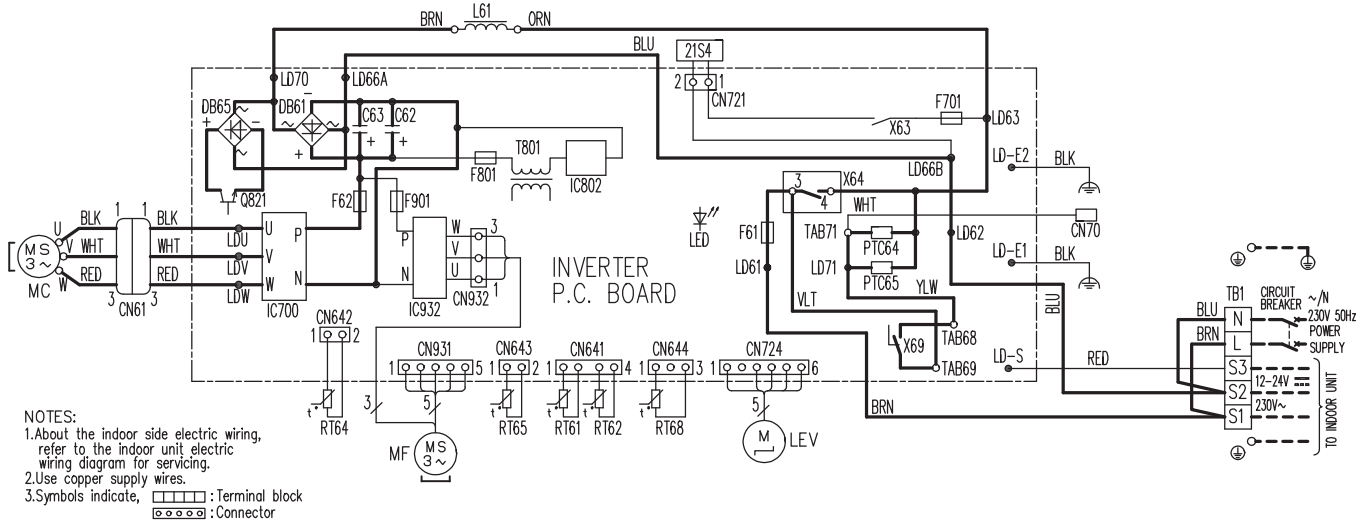 BRN L61 ORN
BLU
21S4
2 1
CN721
LD70 LD66A
DB65 DB61 C63 C62
~ − ~ ~
+ − + + +
~
F701
X63
LD63
F801 T801 IC802
LD66B
LD-E2 BLK
Q821
F62 F901
3 X64
4
WHT
LED
F61
TAB71
PTC64
LD62
CN70
LD61
LD71
PTC65
LD-E1 BLK
YLW
VLT
BLU
U BLK 1 1 BLK LDU U P
MS
3~
V WHT WHT LDV V
W RED 3 3 RED LDW W N
MC
CN61
IC700
P W 3
V
N U 1
IC932 CN932
INVERTER
P.C. BOARD
X69
TAB68
TAB69
LD-S RED
BRN
TB1
CIRCUIT
BREAKER
~/N
230V 50Hz
POWER
SUPPLY
BLU N
BRN L
S3
12-24V
S2
230V~
S1
TO INDOOR UNIT
CN642
1 2
CN931
1 5
CN643
1 2
CN641
1 4
CN644
1 3
CN724
1 6
t° t° t° t° t°
3 5 5
RT64 RT65 RT61 RT62 RT68
MF
MS
3~
M
LEV
NOTES:
1.About the indoor side electric wiring,
refer to the indoor unit electric
wiring diagram for servicing.
2.Use copper supply wires.
3.Symbols indicate, : Terminal block
: Connector